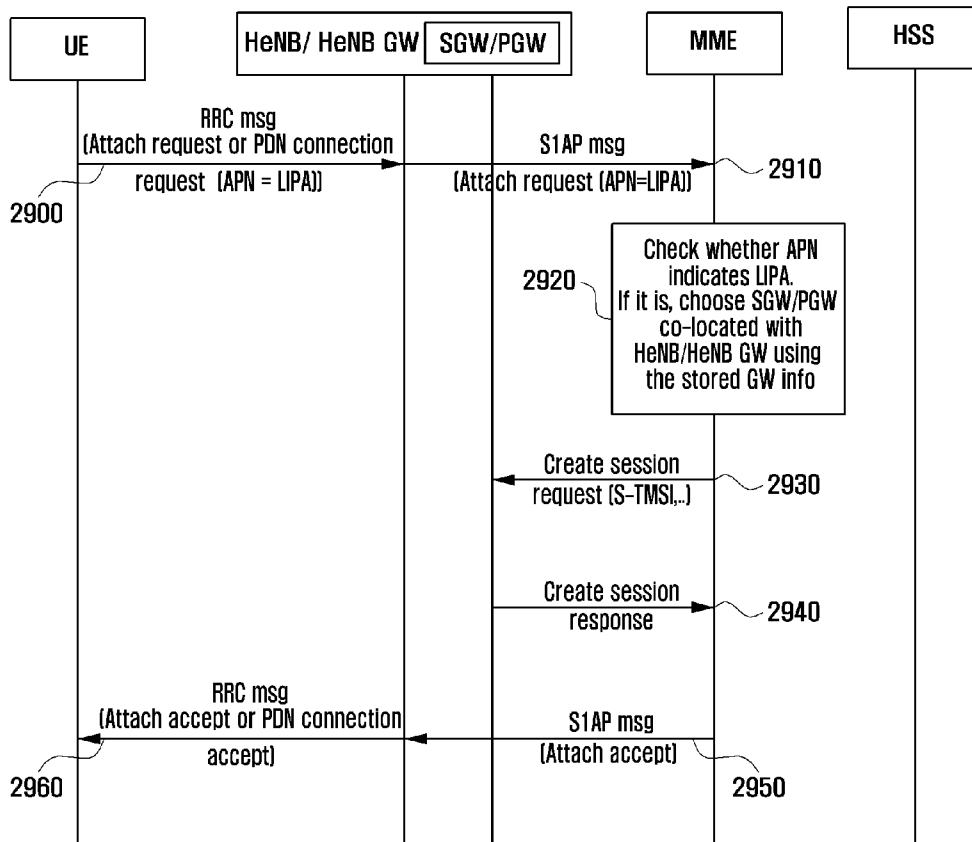 UE
HeNB/ HeNB GW
SGW/PGW
MME
HSS
RRC msg
(Attach request or PDN connection
request (APN = LIPA))
2900
S1AP msg
(Attach request (APN=LIPA))
2910
2920
Check whether APN
indicates LIPA.
If it is, choose SGW/PGW
co-located with
HeNB/HeNB GW using
the stored GW info
Create session
request (S-TMSI,..)
2930
Create session
response
2940
RRC msg
(Attach accept or PDN connection
accept)
2960
S1AP msg
(Attach accept)
2950